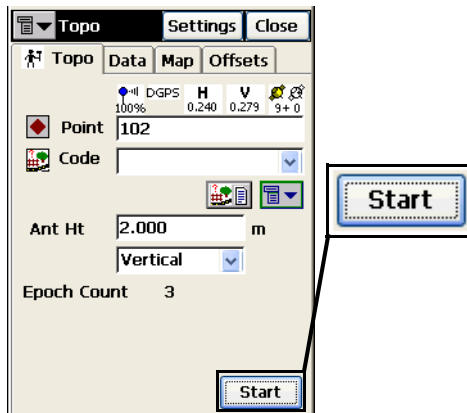 Topo Settings Close
Topo Data Map Offsets
DGPS H V
100% 0.240 0.279 9+0
Point 102
Code
Ant Ht 2.000 m
Vertical
Epoch Count 3
Start
Start